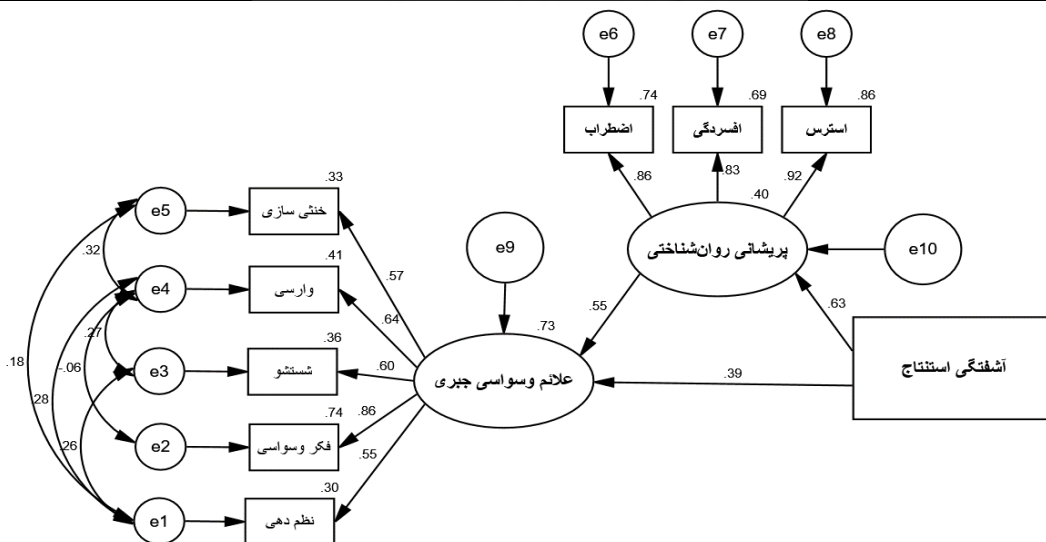 e6
e7
e8
.74
.69
.86
اضطراب
افسردگی
استرس
.86
.83
.92
.40
پریشانی روان‌شناختی
e10
.33
e5
خنثی سازی
.32
e9
.57
.55
.63
.41
e4
وارسی
.64
.73
.27
.36
.18
-.06
e3
شستشو
.60
علائم وسواسی جبری
.39
آشفتگی استنتاج
.28
.26
.74
.86
e2
فکر وسواسی
.55
.30
e1
نظم دهی